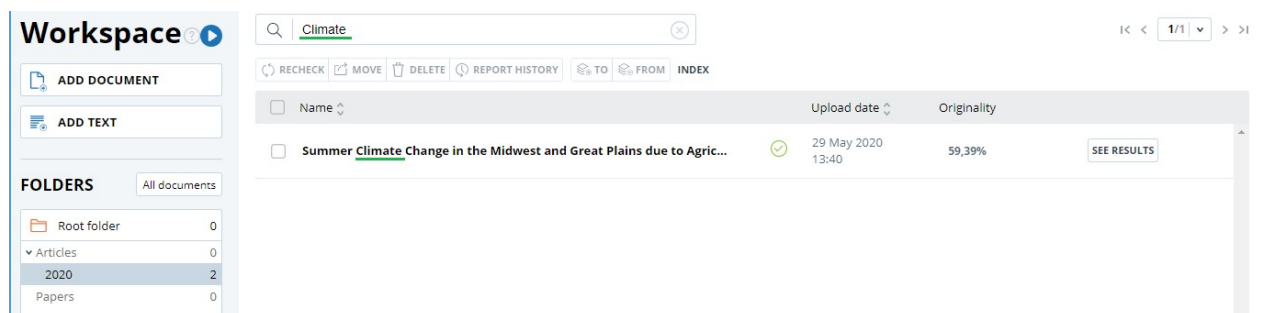 Workspace ?
ADD DOCUMENT
ADD TEXT
FOLDERS All documents
Root folder 0
Articles 0
2020 2
Papers 0
Climate
1/1
RECHECK MOVE DELETE REPORT HISTORY TO FROM INDEX
Name Upload date Originality
Summer Climate Change in the Midwest and Great Plains due to Agric... 29 May 2020 59,39% SEE RESULTS
13:40